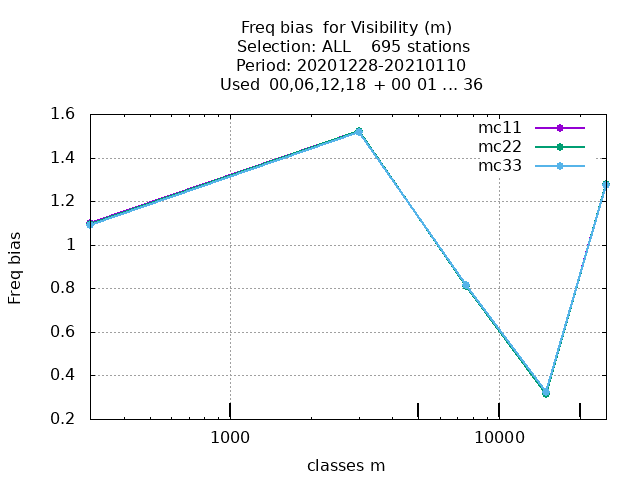 Freq bias  for Visibility (m)
Selection: ALL    695 stations
Period: 20201228-20210110
Used  00,06,12,18  + 00 01 ... 36
mc11
mc22
mc33
1.6
1.4
1.2
1
0.8
0.6
0.4
0.2
Freq bias
1000
10000
classes m